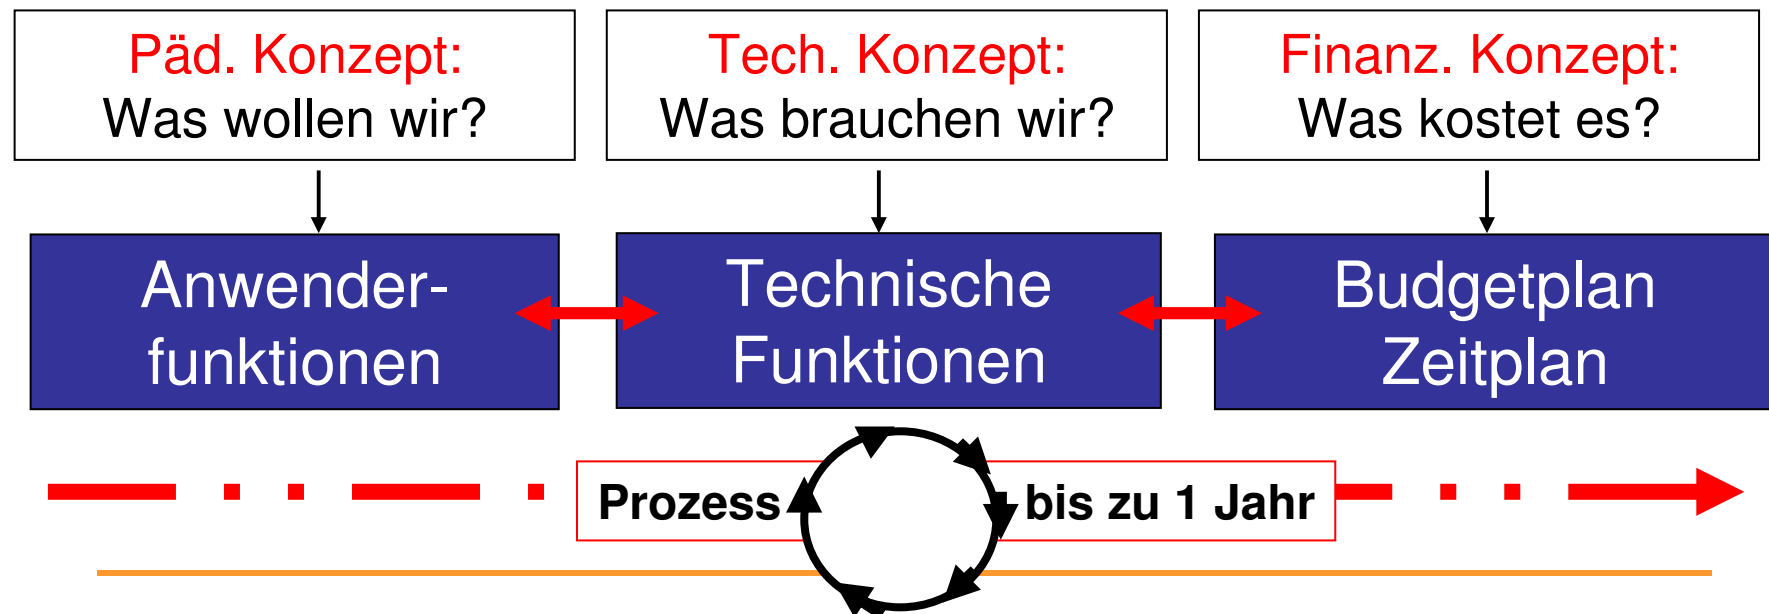 Päd. Konzept:
Was wollen wir?
Tech. Konzept:
Was brauchen wir?
Finanz. Konzept:
Was kostet es?
Anwender-
funktionen
Technische
Funktionen
Budgetplan
Zeitplan
Prozess
bis zu 1 Jahr